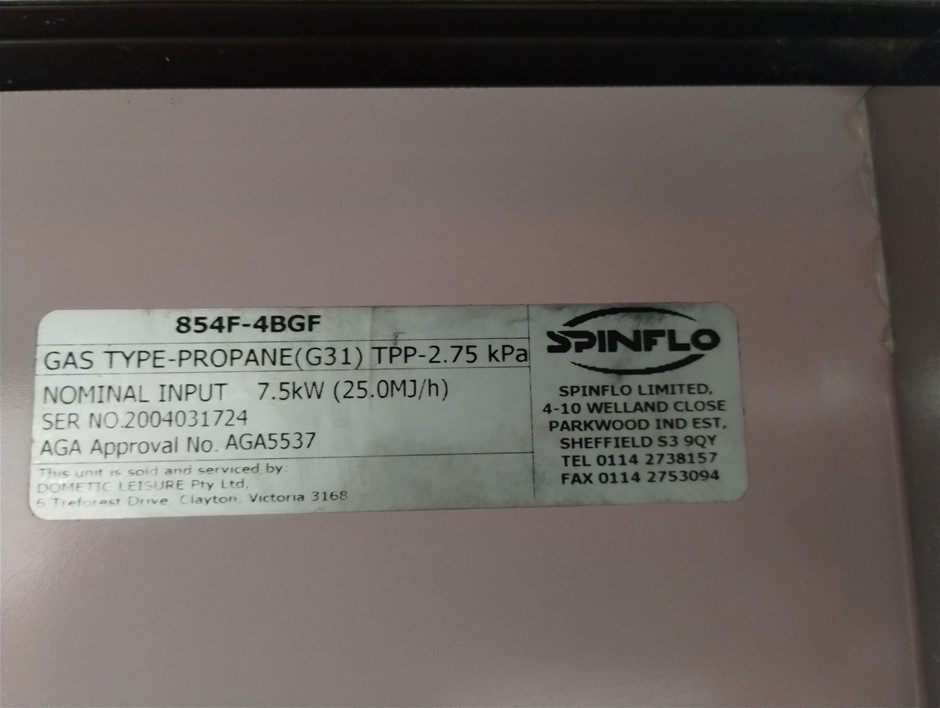 854F-4BGF
GAS TYPE-PROPANE(G31) TPP-2.75 kPa
NOMINAL INPUT 7.5kW (25.0MJ/h)
SER NO.2004031724
AGA Approval No. AGA5537
This unit is sold and serviced by:
DOMETIC LEISURE Pty Ltd,
6 Treforest Drive, Clayton, Victoria 3168
SPINFLO
SPINFLO LIMITED,
4-10 WELLAND CLOSE
PARKWOOD IND EST,
SHEFFIELD S3 9QY
TEL 0114 2738157
FAX 0114 2753094